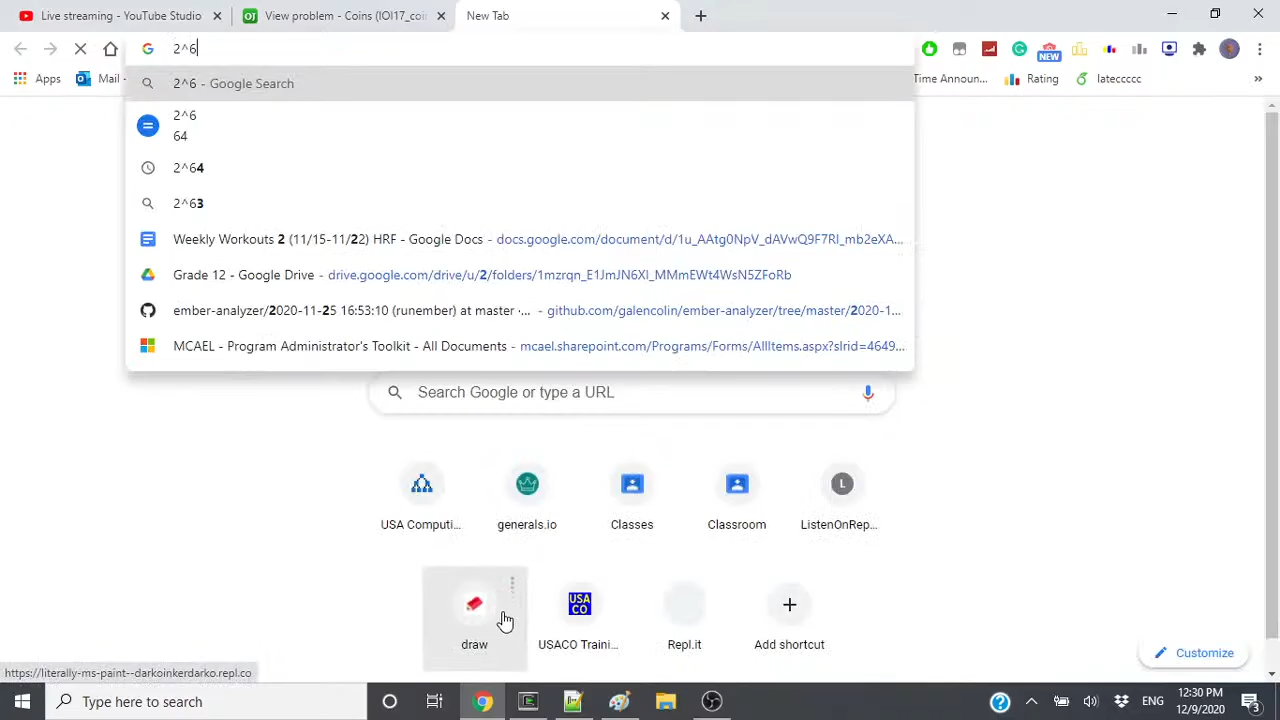 Live streaming - YouTube Studio
View problem - Coins (IOI17_coin
New Tab
2^6
NEW
Apps
Mail
Time Announ...
Rating
lateccccc
»
2^6 - Google Search
2^6
64
2^64
2^63
Weekly Workouts 2 (11/15-11/22) HRF - Google Docs - docs.google.com/document/d/1u_AAtg0NpV_dAVwQ9F7RI_mb2eXA...
Grade 12 - Google Drive - drive.google.com/drive/u/2/folders/1mzrqn_E1JmJN6XI_MMmEWt4WsN5ZFoRb
ember-analyzer/2020-11-25 16:53:10 (runember) at master ·... - github.com/galencolin/ember-analyzer/tree/master/2020-1...
MCAEL - Program Administrator's Toolkit - All Documents - mcael.sharepoint.com/Programs/Forms/AllItems.aspx?slrid=4649...
Search Google or type a URL
L
USA Computi...
generals.io
Classes
Classroom
ListenOnRep...
USA
CO
draw
USACO Traini...
Repl.it
Add shortcut
Customize
https://literally-ms-paint--darkoinkerdarko.repl.co
Type here to search
ENG
12:30 PM
12/9/2020
3